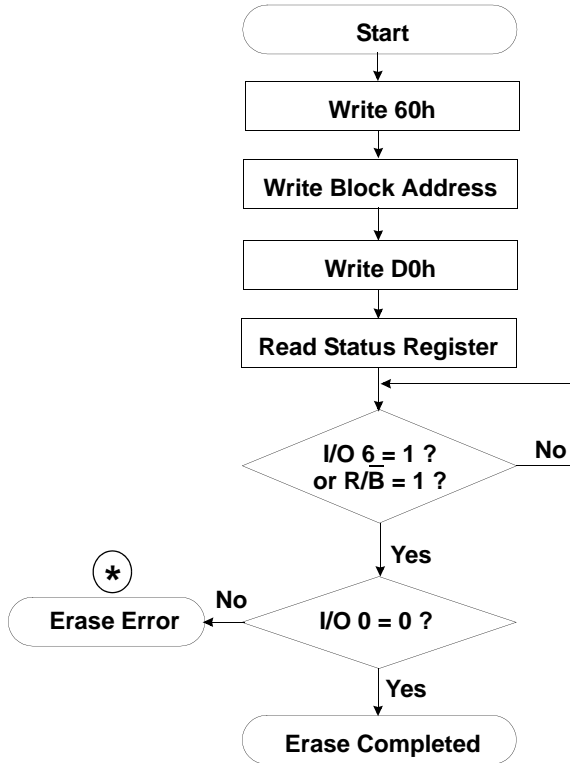 Start
Write 60h
Write Block Address
Write D0h
Read Status Register
I/O 6 = 1 ?
or R/B̅ = 1 ?
No
Yes
*
No
Erase Error
I/O 0 = 0 ?
Yes
Erase Completed